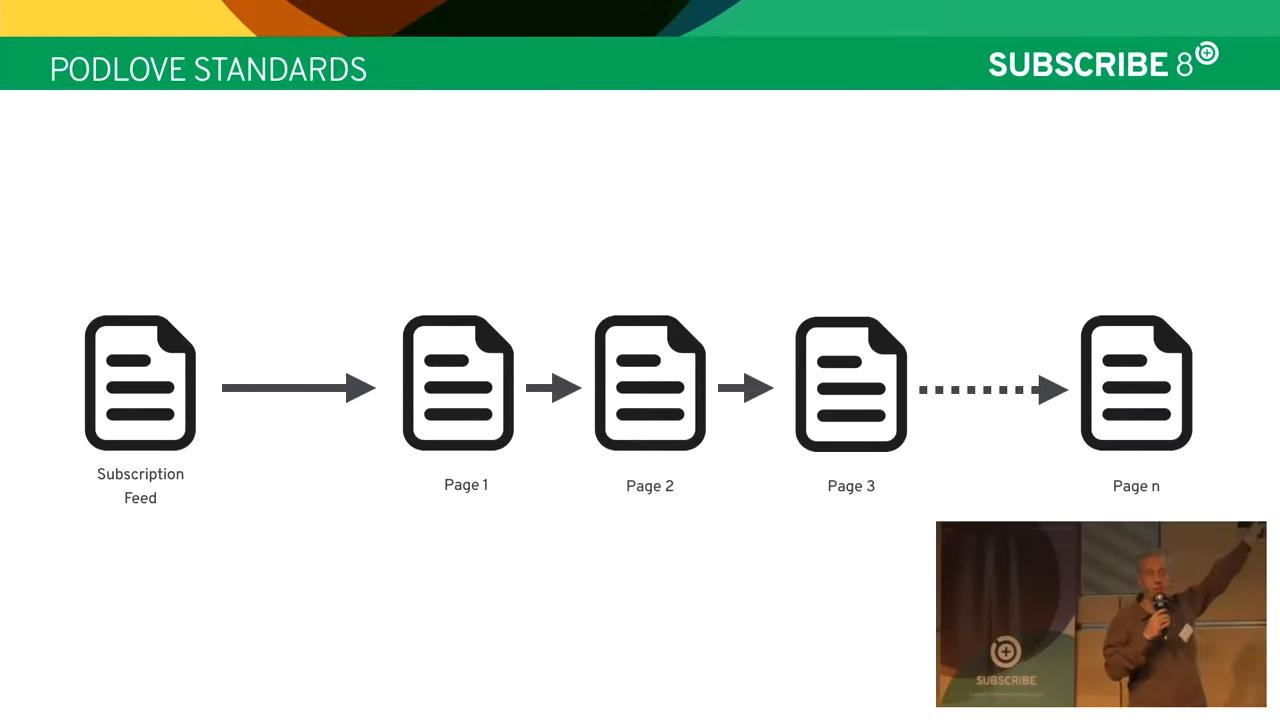 PODLOVE STANDARDS
SUBSCRIBE 8
Subscription
Feed
Page 1
Page 2
Page 3
Page n
SUBSCRIBE